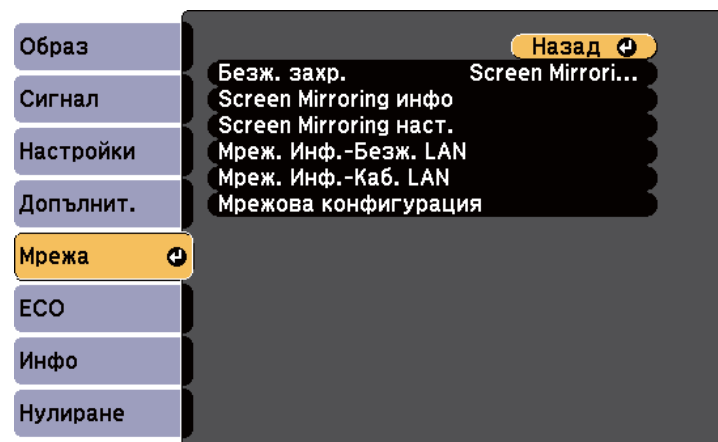 Образ
Сигнал
Настройки
Допълнит.
Мрежа
ECO
Инфо
Нулиране
Назад
Безж. захр. Screen Mirrori...
Screen Mirroring инфо
Screen Mirroring наст.
Мреж. Инф.-Безж. LAN
Мреж. Инф.-Каб. LAN
Мрежова конфигурация